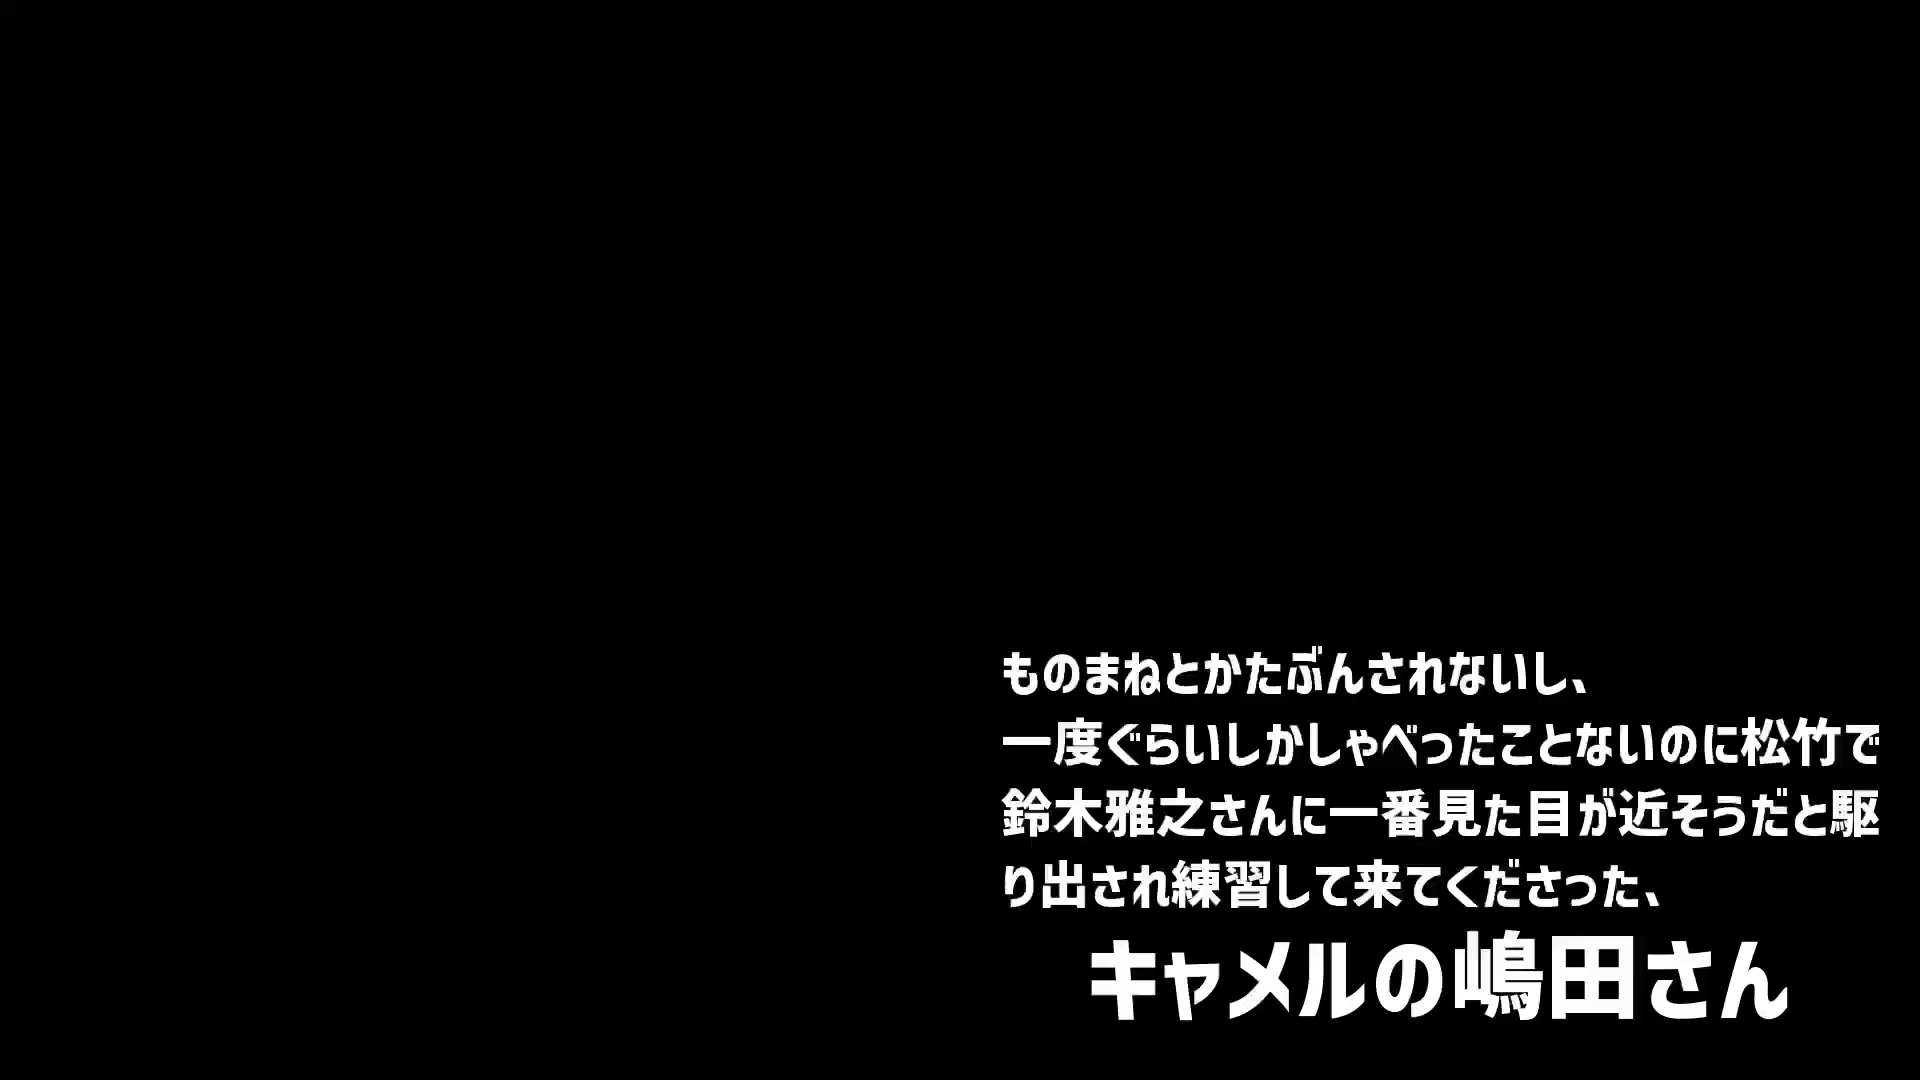 ものまねとかたぶんされないし、
一度ぐらいしかしゃべったことないのに松竹で
鈴木雅之さんに一番見た目が近そうだと駆
り出され練習して来てくださった、
キャメルの嶋田さん